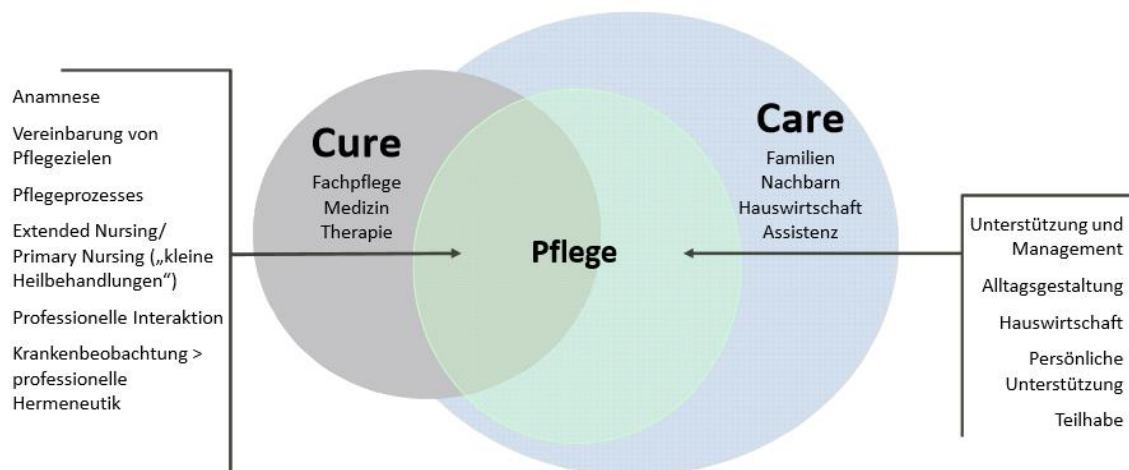 Anamnese
Vereinbarung von
Pflegezielen
Pflegeprozesses
Extended Nursing/
Primary Nursing („kleine
Heilbehandlungen“)
Professionelle Interaktion
Krankenbeobachtung >
professionelle
Hermeneutik
Cure
Fachpflege
Medizin
Therapie
Pflege
Care
Familien
Nachbarn
Hauswirtschaft
Assistenz
Unterstützung und
Management
Alltagsgestaltung
Hauswirtschaft
Persönliche
Unterstützung
Teilhabe